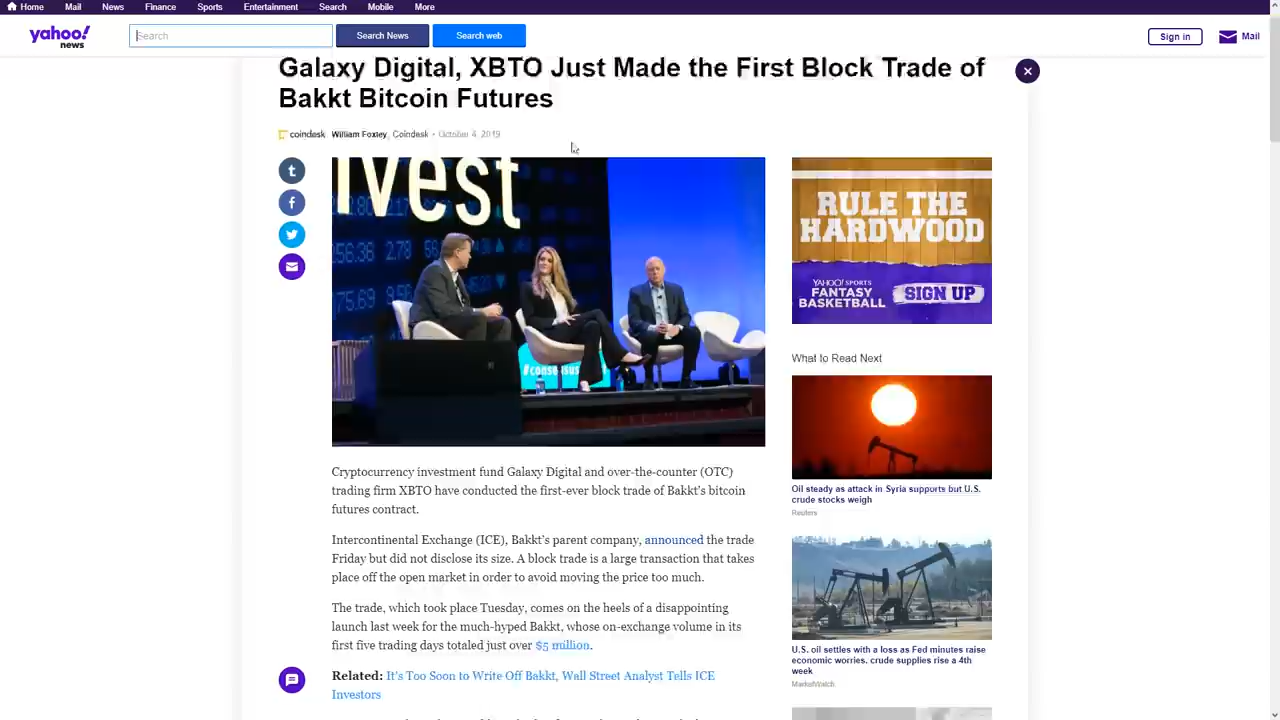 Home Mail News Finance Sports Entertainment Search Mobile More
yahoo!
news
Search
Search News
Search web
Sign in
Mail
Galaxy Digital, XBTO Just Made the First Block Trade of
Bakkt Bitcoin Futures
coindesk William Foxley, Coindesk • October 4, 2019
ivest
256.38 2.78
175.69
#consensus
RULE THE
HARDWOOD
YAHOO! SPORTS
FANTASY
BASKETBALL
SIGN UP
What to Read Next
Oil steady as attack in Syria supports but U.S.
crude stocks weigh
Reuters
U.S. oil settles with a loss as Fed minutes raise
economic worries, crude supplies rise a 4th
week
MarketWatch
Cryptocurrency investment fund Galaxy Digital and over-the-counter (OTC)
trading firm XBTO have conducted the first-ever block trade of Bakkt's bitcoin
futures contract.
Intercontinental Exchange (ICE), Bakkt's parent company, announced the trade
Friday but did not disclose its size. A block trade is a large transaction that takes
place off the open market in order to avoid moving the price too much.
The trade, which took place Tuesday, comes on the heels of a disappointing
launch last week for the much-hyped Bakkt, whose on-exchange volume in its
first five trading days totaled just over $5 million.
Related: It's Too Soon to Write Off Bakkt, Wall Street Analyst Tells ICE
Investors